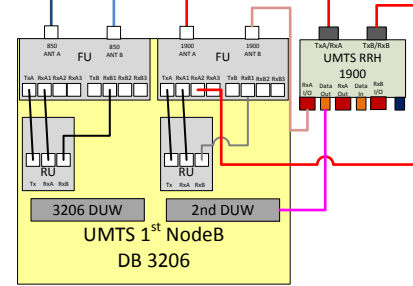 850
ANT A
850
ANT B
FU
TxA RxA1 RxA2 RxA3
TxB RxB1 RxB2 RxB3
1900
ANT A
1900
ANT B
FU
TxA RxA1 RxA2 RxA3
TxB RXB1 RxB2 RxB3
TxA/RxA
TxB/RxB
UMTS RRH
1900
RxA
I/O
Data
Out
RxA
Out
Data
In
RxB
I/O
RU
Tx RxA RxB
RU
Tx RxA RxB
3206 DUW
2nd DUW
UMTS 1st NodeB
DB 3206